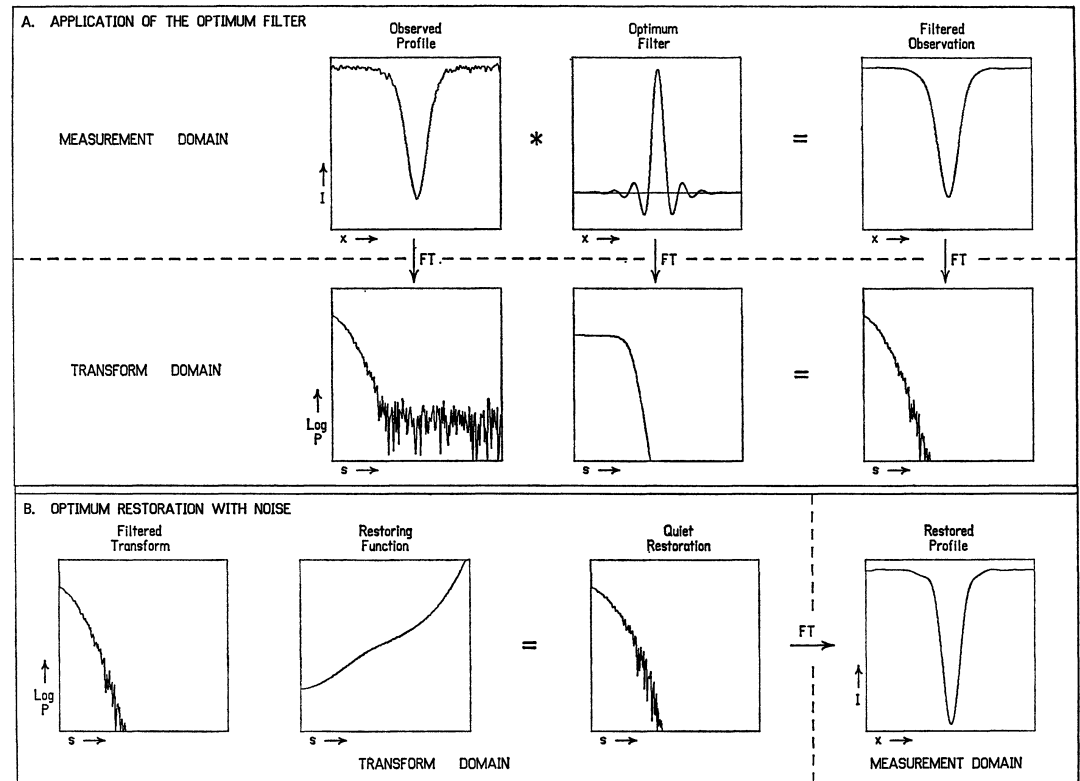 A. APPLICATION OF THE OPTIMUM FILTER
Observed
Profile
Optimum
Filter
Filtered
Observation
MEASUREMENT DOMAIN
I
*
=
x
x
x
FT
FT
FT
TRANSFORM DOMAIN
Log
P
=
s
s
s
B. OPTIMUM RESTORATION WITH NOISE
Filtered
Transform
Restoring
Function
Quiet
Restoration
Restored
Profile
Log
P
=
FT
I
s
s
s
x
TRANSFORM DOMAIN
MEASUREMENT DOMAIN